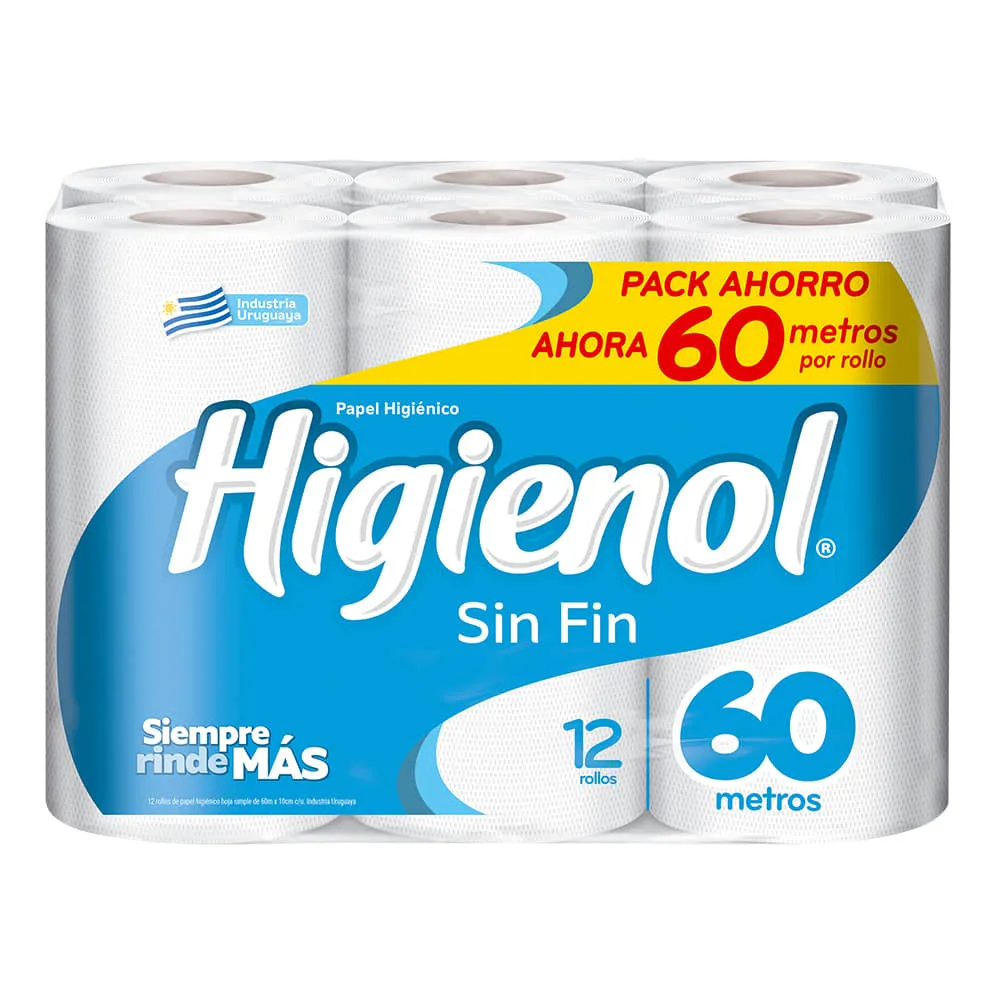 Industria
Uruguaya
PACK AHORRO
AHORA 60 metros
por rollo
Papel Higiénico
Higienol®
Sin Fin
Siempre
rinde MÁS
12
rollos
60
metros
12 rollos de papel higiénico hoja simple de 60m x 10cm c/u. Industria Uruguaya